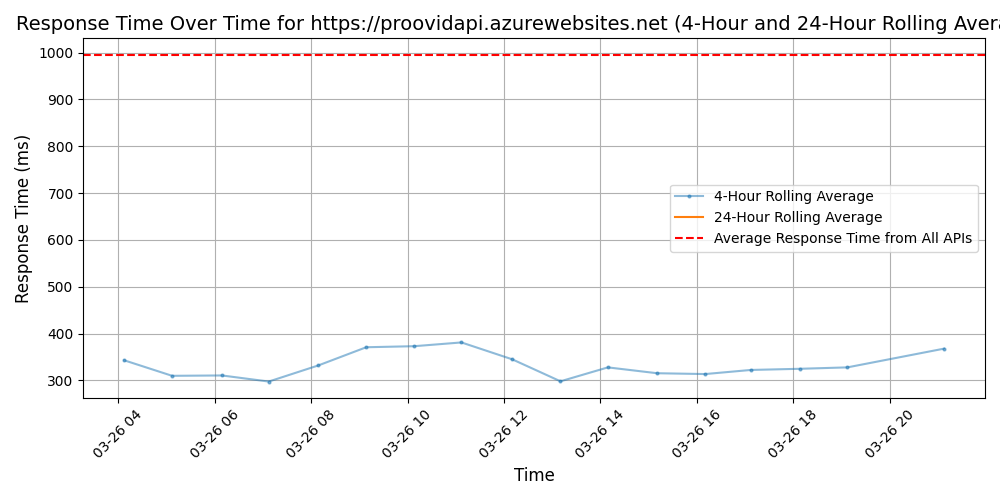 Response Time Over Time for https://proovidapi.azurewebsites.net (4-Hour and 24-Hour Rolling Avera
1000
900
800
700
600
500
400
300
Response Time (ms)
4-Hour Rolling Average
24-Hour Rolling Average
Average Response Time from All APIs
03-26 04
03-26 06
03-26 08
03-26 10
03-26 12
03-26 14
03-26 16
03-26 18
03-26 20
Time